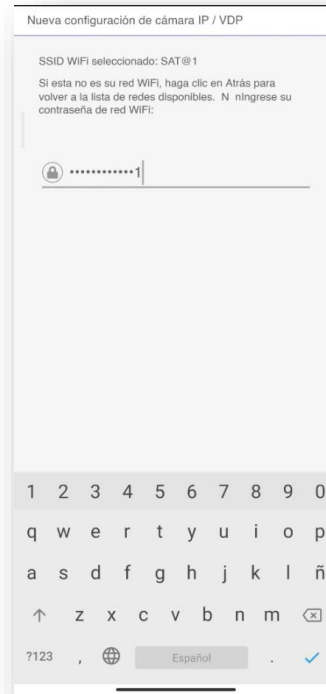 Nueva configuración de cámara IP / VDP
SSID WiFi seleccionado: SAT@1
Si esta no es su red WiFi, haga clic en Atrás para
volver a la lista de redes disponibles. N nIngrese su
contraseña de red WiFi:
••••••••••••1
1 2 3 4 5 6 7 8 9 0
q w e r t y u i o p
a s d f g h j k l ñ
z x c v b n m
?123 , Español .